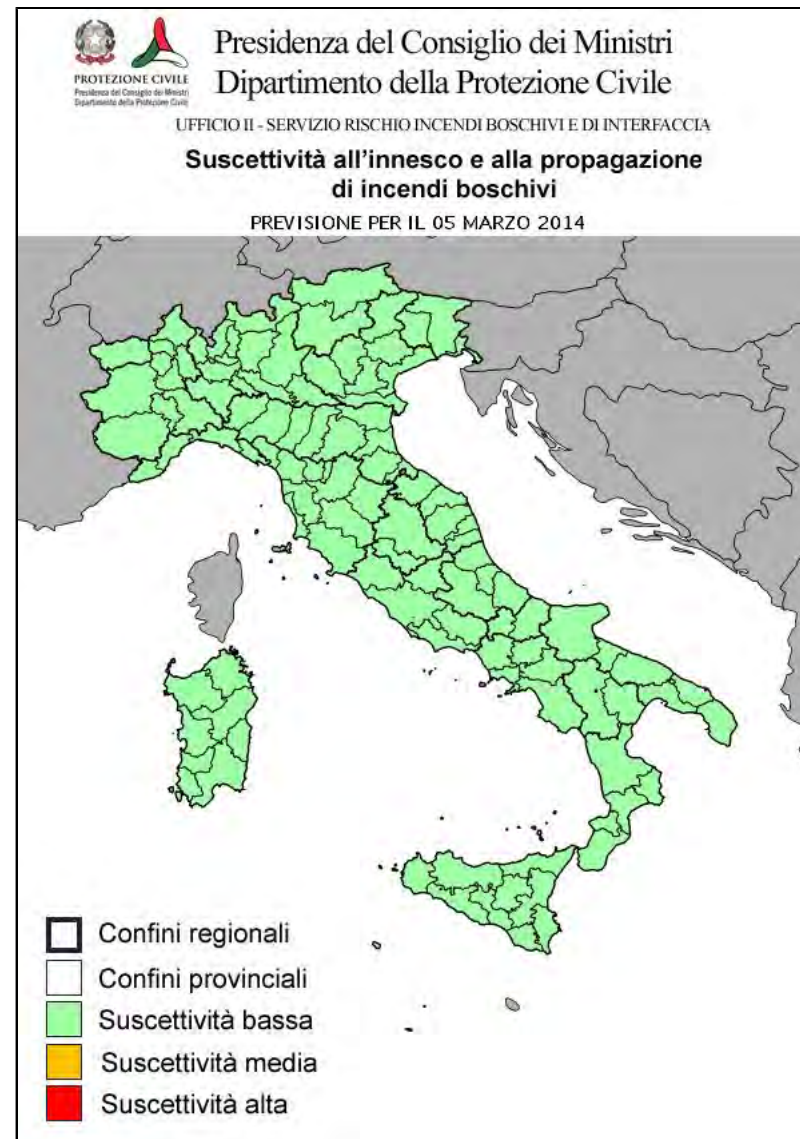 Presidenza del Consiglio dei Ministri
Dipartimento della Protezione Civile
PROTEZIONE CIVILE
Presidenza del Consiglio dei Ministri
Dipartimento della Protezione Civile
UFFICIO II - SERVIZIO RISCHIO INCENDI BOSCHIVI E DI INTERFACCIA
Suscettività all'innesco e alla propagazione
di incendi boschivi
PREVISIONE PER IL 05 MARZO 2014
Confini regionali
Confini provinciali
Suscettività bassa
Suscettività media
Suscettività alta